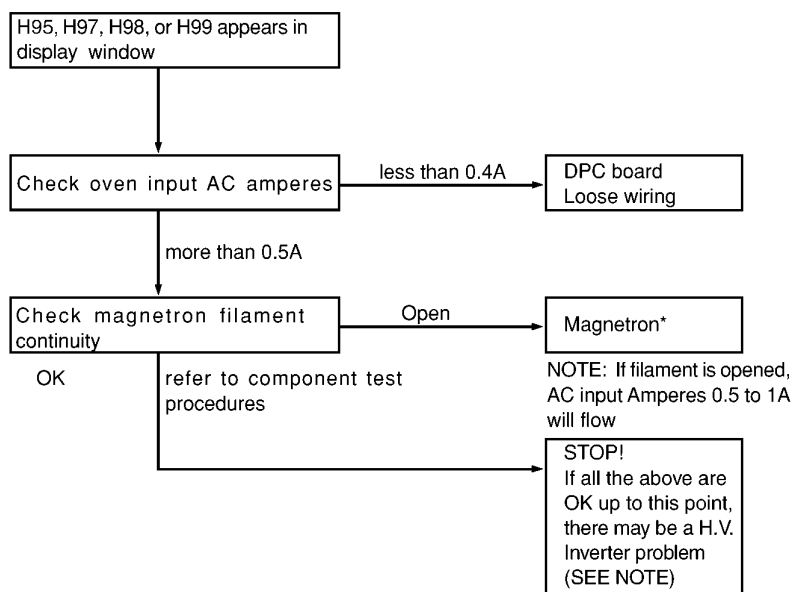 H95, H97, H98, or H99 appears in
display window
Check oven input AC amperes
less than 0.4A
DPC board
Loose wiring
more than 0.5A
Check magnetron filament
continuity
Open
Magnetron*
NOTE: If filament is opened,
AC input Amperes 0.5 to 1A
will flow
OK
refer to component test
procedures
STOP!
If all the above are
OK up to this point,
there may be a H.V.
Inverter problem
(SEE NOTE)